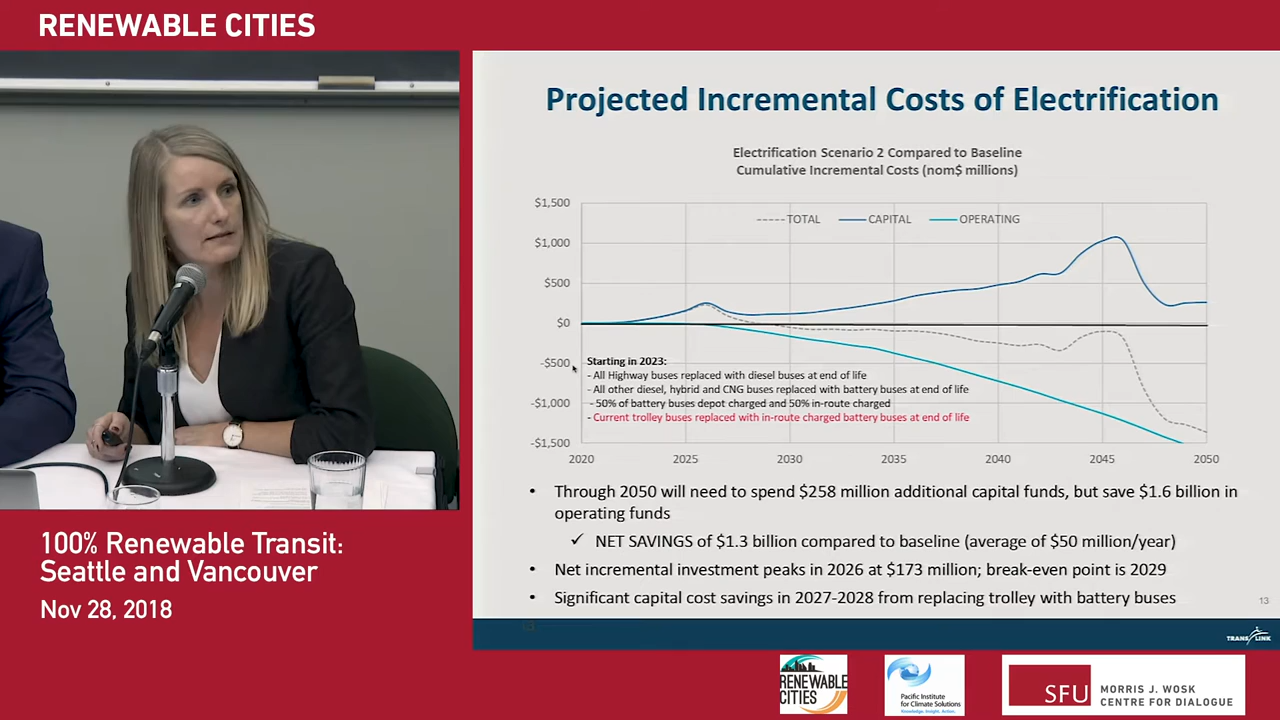 RENEWABLE CITIES
Projected Incremental Costs of Electrification
Electrification Scenario 2 Compared to Baseline
Cumulative Incremental Costs (nom$ millions)
TOTAL CAPITAL OPERATING
$1,500
$1,000
$500
$0
-$500
-$1,000
-$1,500
Starting in 2023:
- All Highway buses replaced with diesel buses at end of life
- All other diesel, hybrid and CNG buses replaced with battery buses at end of life
- 50% of battery buses depot charged and 50% in-route charged
- Current trolley buses replaced with in-route charged battery buses at end of life
2020 2025 2030 2035 2040 2045 2050
• Through 2050 will need to spend $258 million additional capital funds, but save $1.6 billion in
operating funds
✓ NET SAVINGS of $1.3 billion compared to baseline (average of $50 million/year)
• Net incremental investment peaks in 2026 at $173 million; break-even point is 2029
• Significant capital cost savings in 2027-2028 from replacing trolley with battery buses
13
TRANSLINK
100% Renewable Transit:
Seattle and Vancouver
Nov 28, 2018
RENEWABLE
CITIES
Pacific Institute
for Climate Solutions
Knowledge. Insight. Action.
SFU
MORRIS J. WOSK
CENTRE FOR DIALOGUE